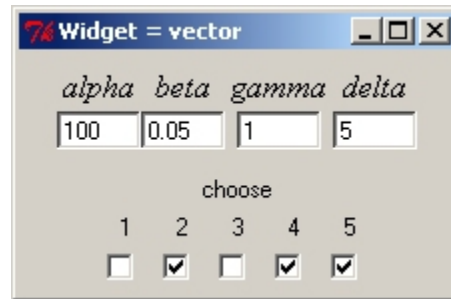 Widget = vector
alpha beta gamma delta
100 0.05 1 5
choose
1 2 3 4 5